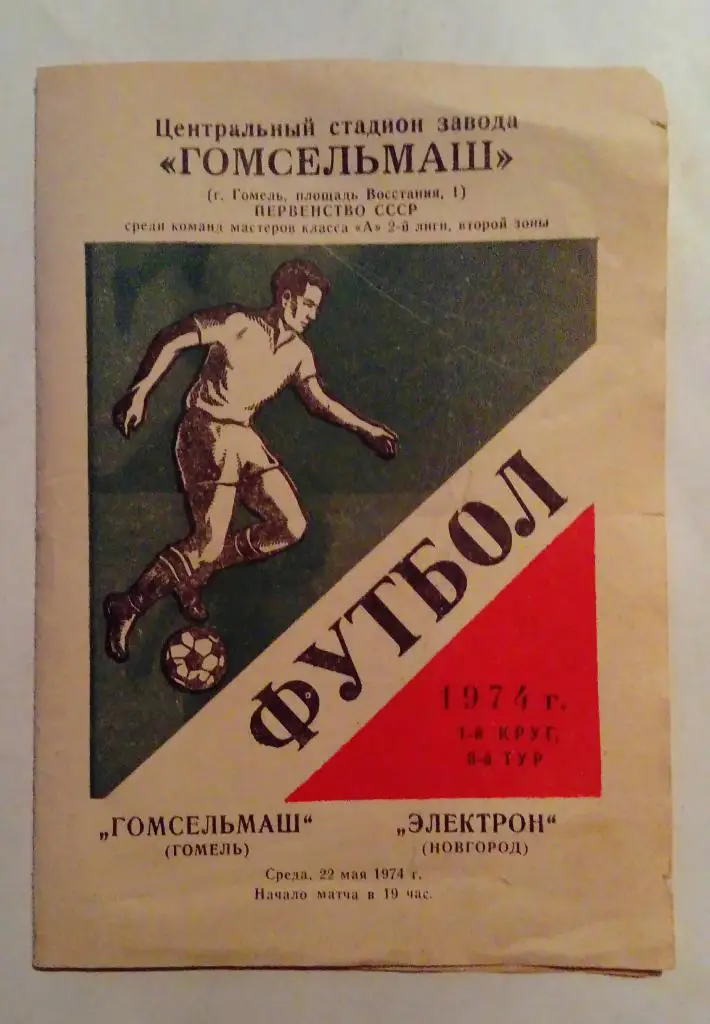 Центральный стадион завода
«ГОМСЕЛЬМАШ»
(г. Гомель, площадь Восстания, 1)
ПЕРВЕНСТВО СССР
среди команд мастеров класса «А» 2-й лиги, второй зоны
ФУТБОЛ
1974 г.
1-й КРУГ,
ТУР
„ГОМСЕЛЬМАШ“
(ГОМЕЛЬ)
„ЭЛЕКТРОН“
(НОВГОРОД)
Среда, 22 мая 1974 г.
Начало матча в 19 час.